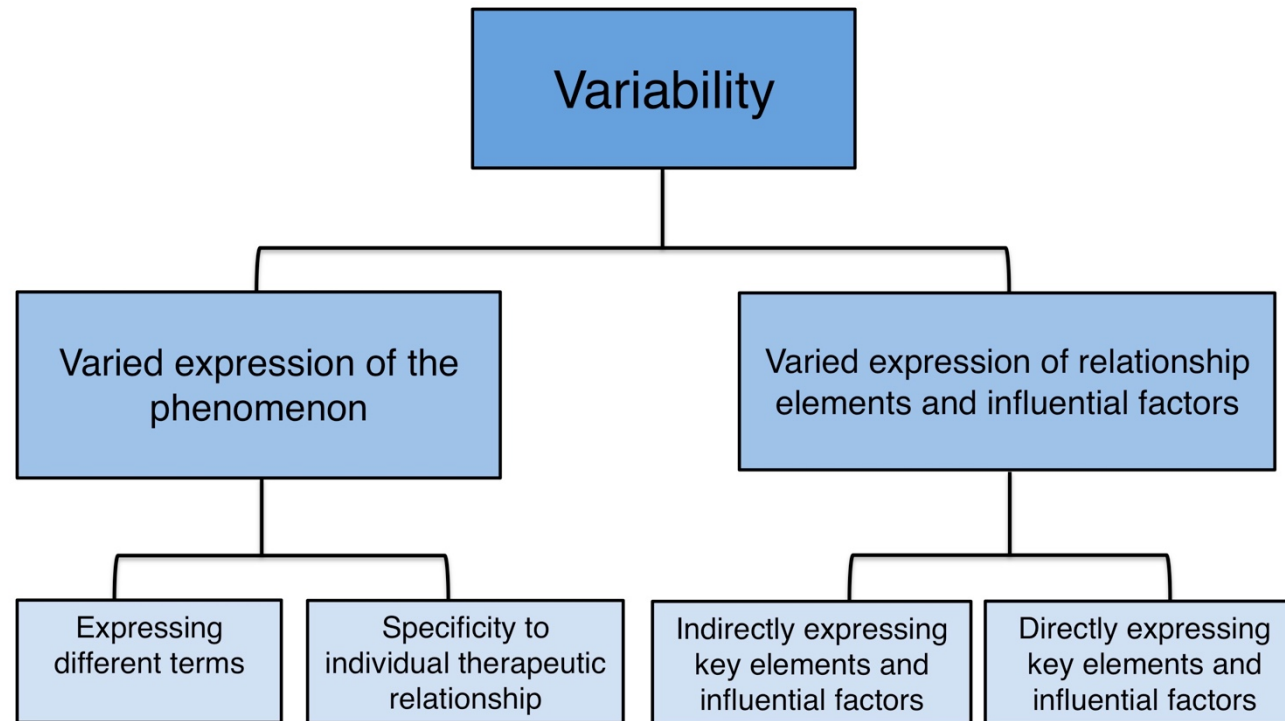 Variability
Varied expression of the
phenomenon
Varied expression of relationship
elements and influential factors
Expressing
different terms
Specificity to
individual therapeutic
relationship
Indirectly expressing
key elements and
influential factors
Directly expressing
key elements and
influential factors